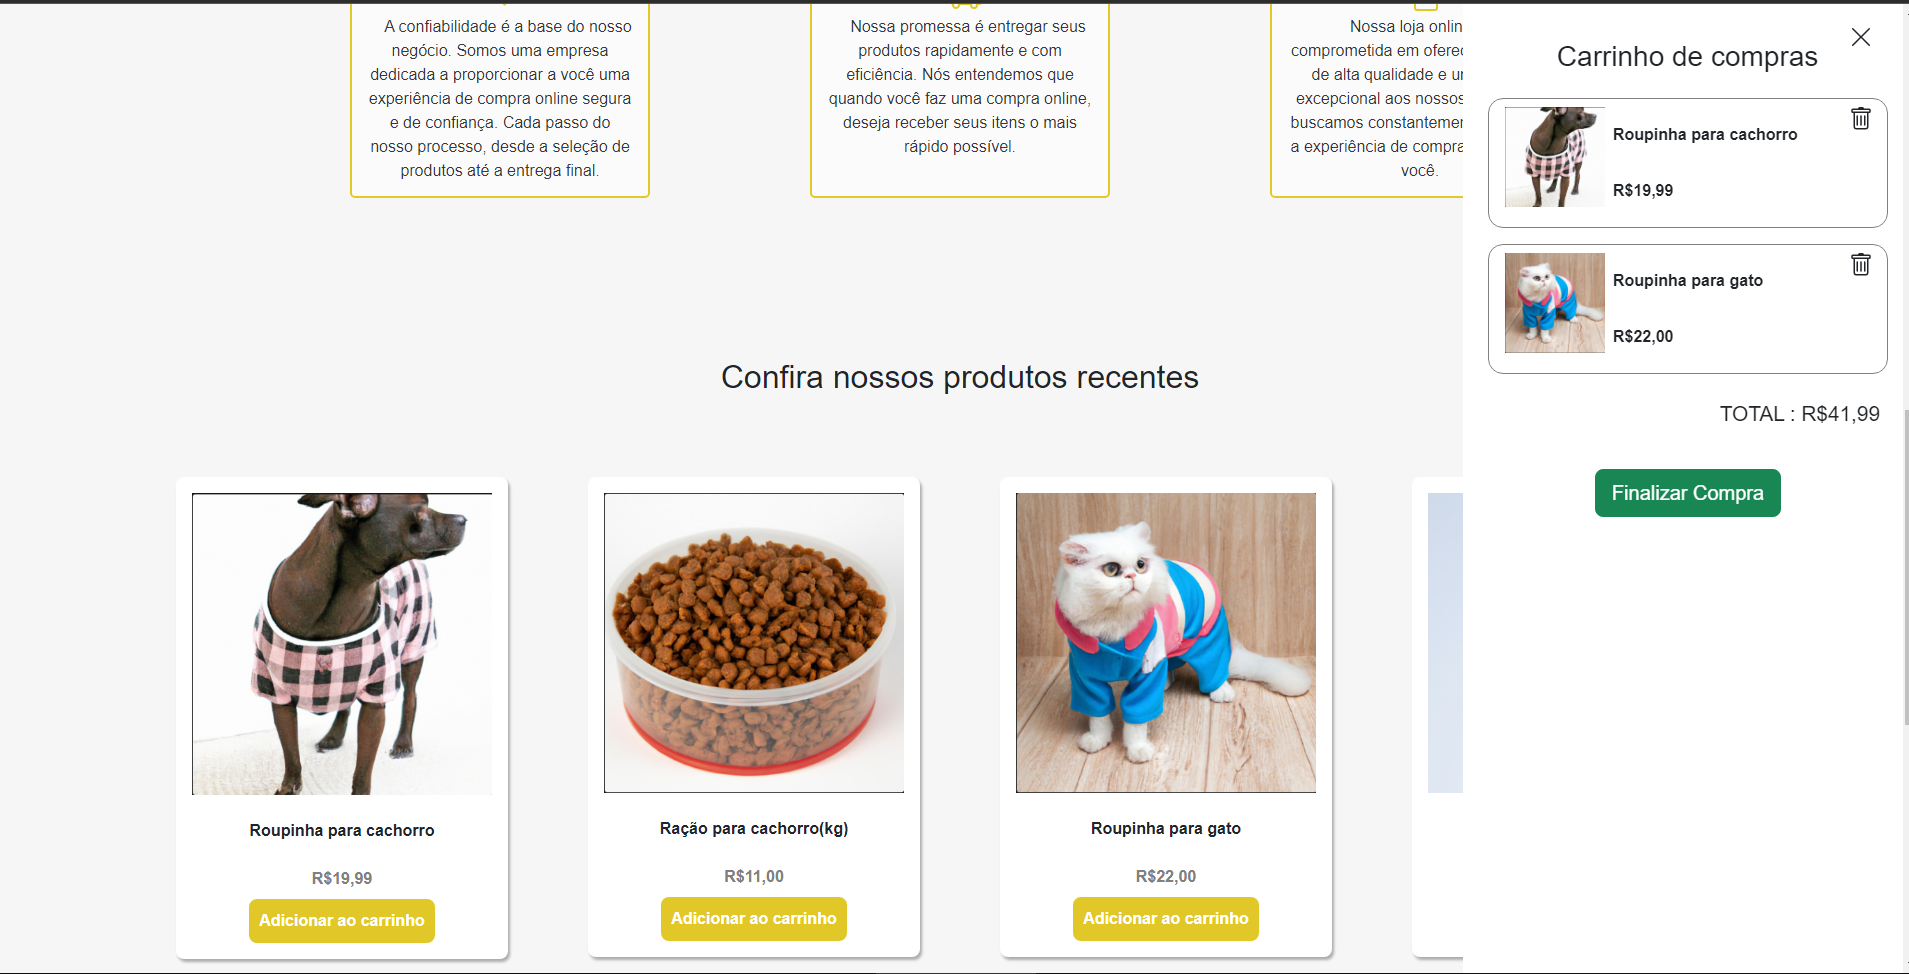 A confiabilidade é a base do nosso
negócio. Somos uma empresa
dedicada a proporcionar a você uma
experiência de compra online segura
e de confiança. Cada passo do
nosso processo, desde a seleção de
produtos até a entrega final.
Nossa promessa é entregar seus
produtos rapidamente e com
eficiência. Nós entendemos que
quando você faz uma compra online,
deseja receber seus itens o mais
rápido possível.
Nossa loja onlin
comprometida em ofere
de alta qualidade e u
excepcional aos nossos
buscamos constantemen
a experiência de compra
você.
Confira nossos produtos recentes
Roupinha para cachorro
R$19,99
Adicionar ao carrinho
Ração para cachorro(kg)
R$11,00
Adicionar ao carrinho
Roupinha para gato
R$22,00
Adicionar ao carrinho
Carrinho de compras
Roupinha para cachorro
R$19,99
Roupinha para gato
R$22,00
TOTAL : R$41,99
Finalizar Compra